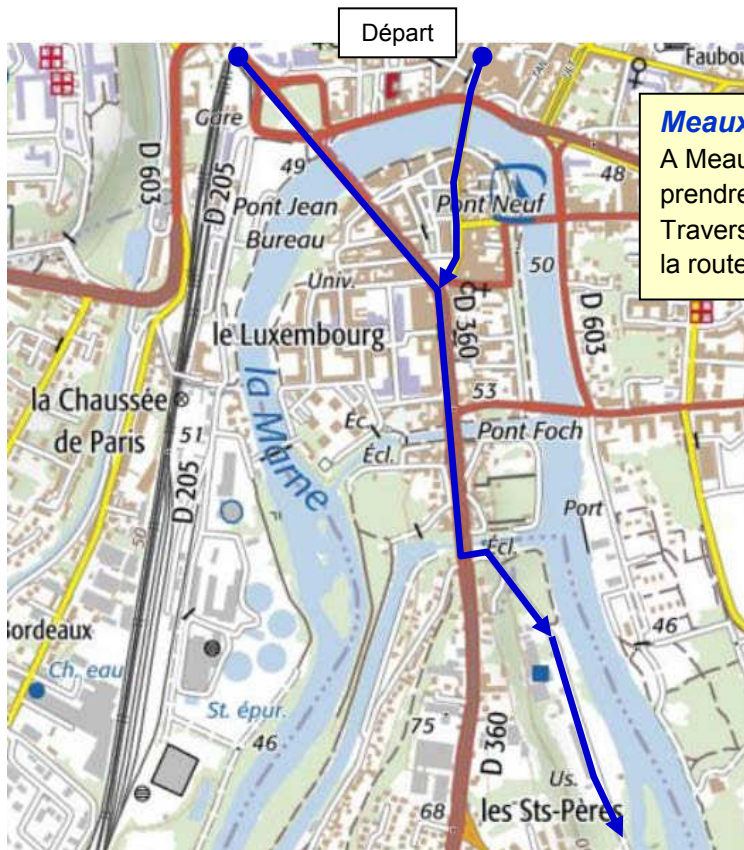 Départ
Faubou
Gare
Meaux
A Meau
prendre
Travers
la route
D 603
D 205
49
48
Pont Jean
Bureau
Pont Neuf
50
Univ.
D 360
D 603
le Luxembourg
la Marne
la Chaussée
de Paris
53
Éc.
Écl.
Pont Foch
51
D 205
50
Port
Écl.
Bordeaux
46
Ch. eau
St. épur.
46
75
D 360
Us.
les Sts-Pères
68